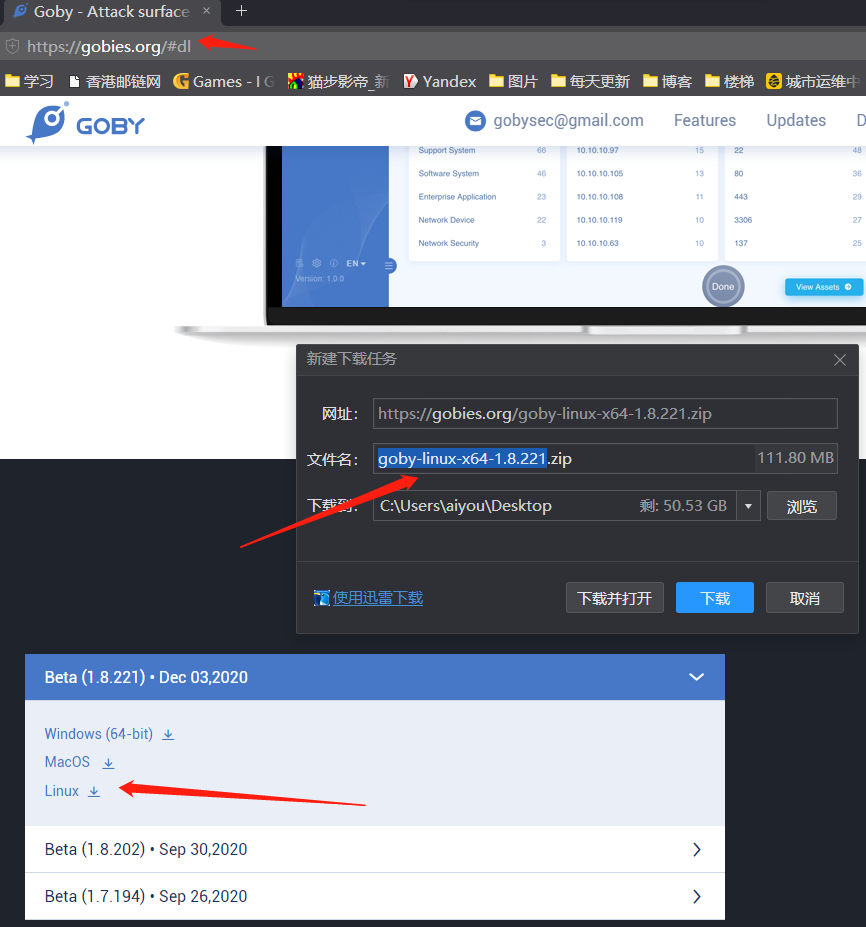 Goby - Attack surface
https://gobies.org/#dl
学习 香港邮链网 Games - I G 猫步影帝_新 Yandex 图片 每天更新 博客 楼梯 城市运维中
GOBY gobysec@gmail.com Features Updates D
Support System 66 10.10.10.97 15 22 48
Software System 46 10.10.10.105 13 80 36
Enterprise Application 23 10.10.10.108 11 443 29
Network Device 22 10.10.10.119 10 3306 27
Network Security 3 10.10.10.63 10 137 25
EN
Version: 1.0.0
Done View Assets
新建下载任务
网址: https://gobies.org/goby-linux-x64-1.8.221.zip
文件名: goby-linux-x64-1.8.221.zip 111.80 MB
下载到: C:\Users\aiyou\Desktop 剩: 50.53 GB 浏览
使用迅雷下载 下载并打开 下载 取消
Beta (1.8.221) • Dec 03,2020
Windows (64-bit)
MacOS
Linux
Beta (1.8.202) • Sep 30,2020
Beta (1.7.194) • Sep 26,2020